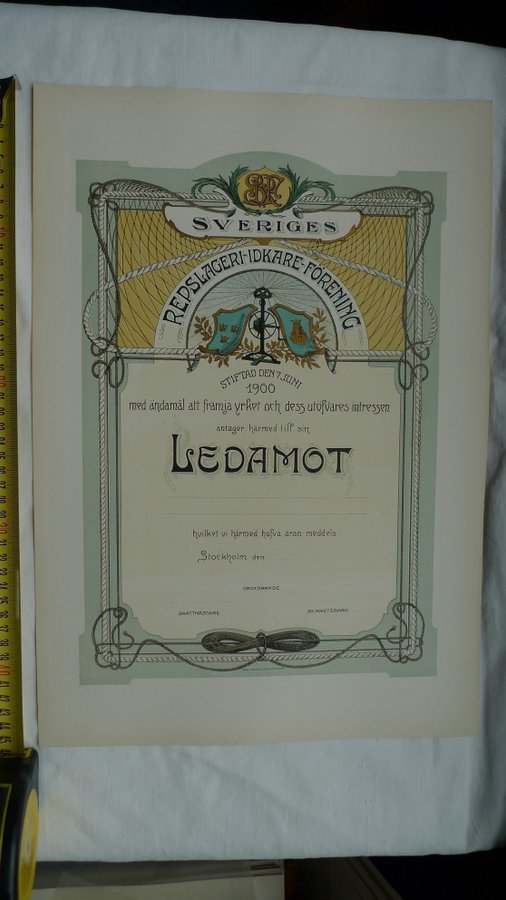 SVERIGES
REPSLAGERI-IDKARE-FÖRENING
STIFTAD DEN 7 JUNI
1900
med ändamål att främja yrket och dess utöfvares intressen
antager härmed till sin
LEDAMOT
hvilket vi härmed hafva äran meddela.
Stockholm den
ORDFÖRANDE
SKATTMÄSTARE SEKRETERARE